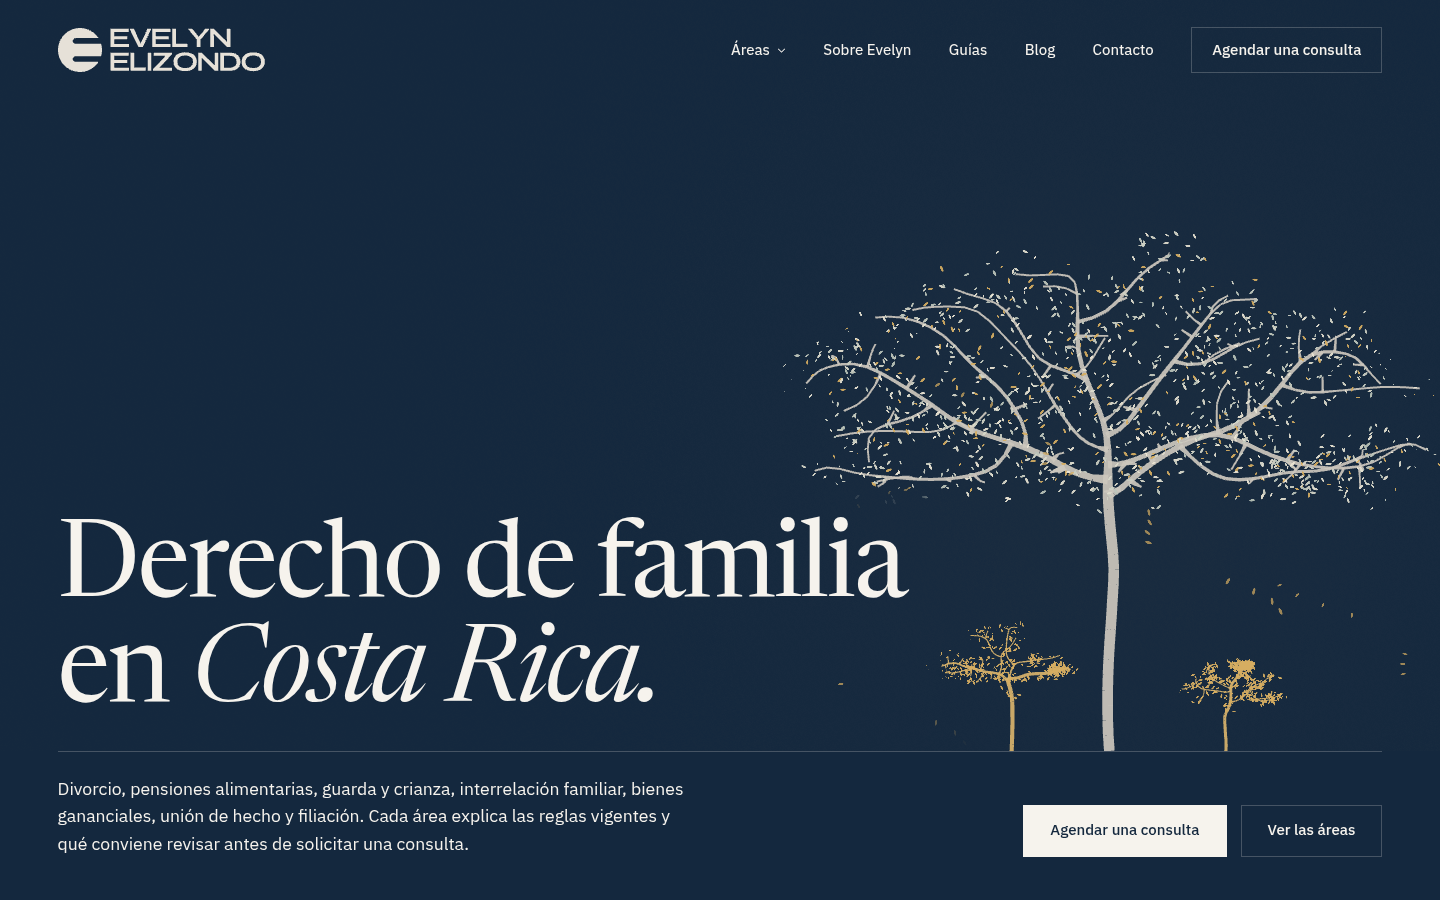 EVELYN
ELIZONDO
Áreas
Sobre Evelyn
Guías
Blog
Contacto
Agendar una consulta
Derecho de familia
en Costa Rica.
Divorcio, pensiones alimentarias, guarda y crianza, interrelación familiar, bienes
gananciales, unión de hecho y filiación. Cada área explica las reglas vigentes y
qué conviene revisar antes de solicitar una consulta.
Agendar una consulta
Ver las áreas